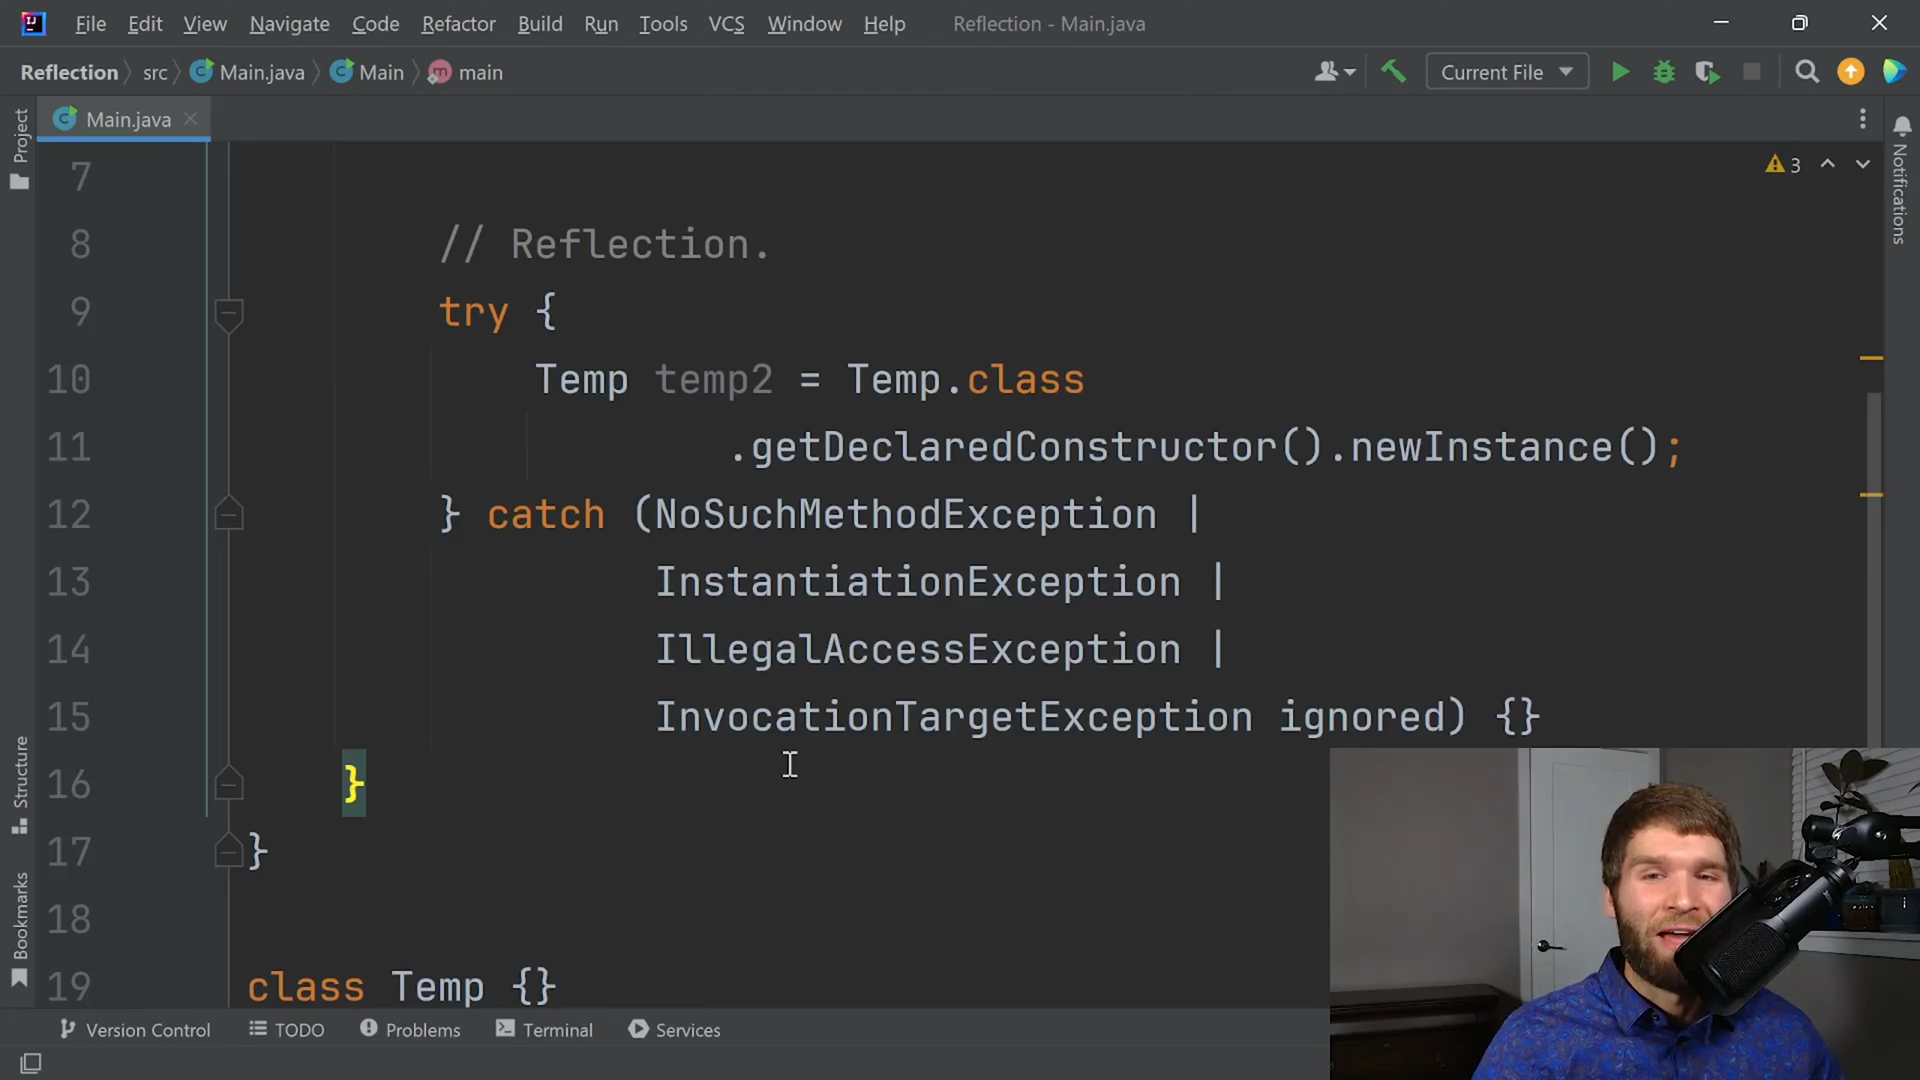 File Edit View Navigate Code Refactor Build Run Tools VCS Window Help Reflection - Main.java
Reflection src Main.java Main main Current File
Project
Main.java
Notifications
3
7
8 // Reflection.
9 try {
10 Temp temp2 = Temp.class
11 .getDeclaredConstructor().newInstance();
12 } catch (NoSuchMethodException |
13 InstantiationException |
14 IllegalAccessException |
15 InvocationTargetException ignored) {}
16 }
17 }
18
19 class Temp {}
Structure
Bookmarks
Version Control TODO Problems Terminal Services